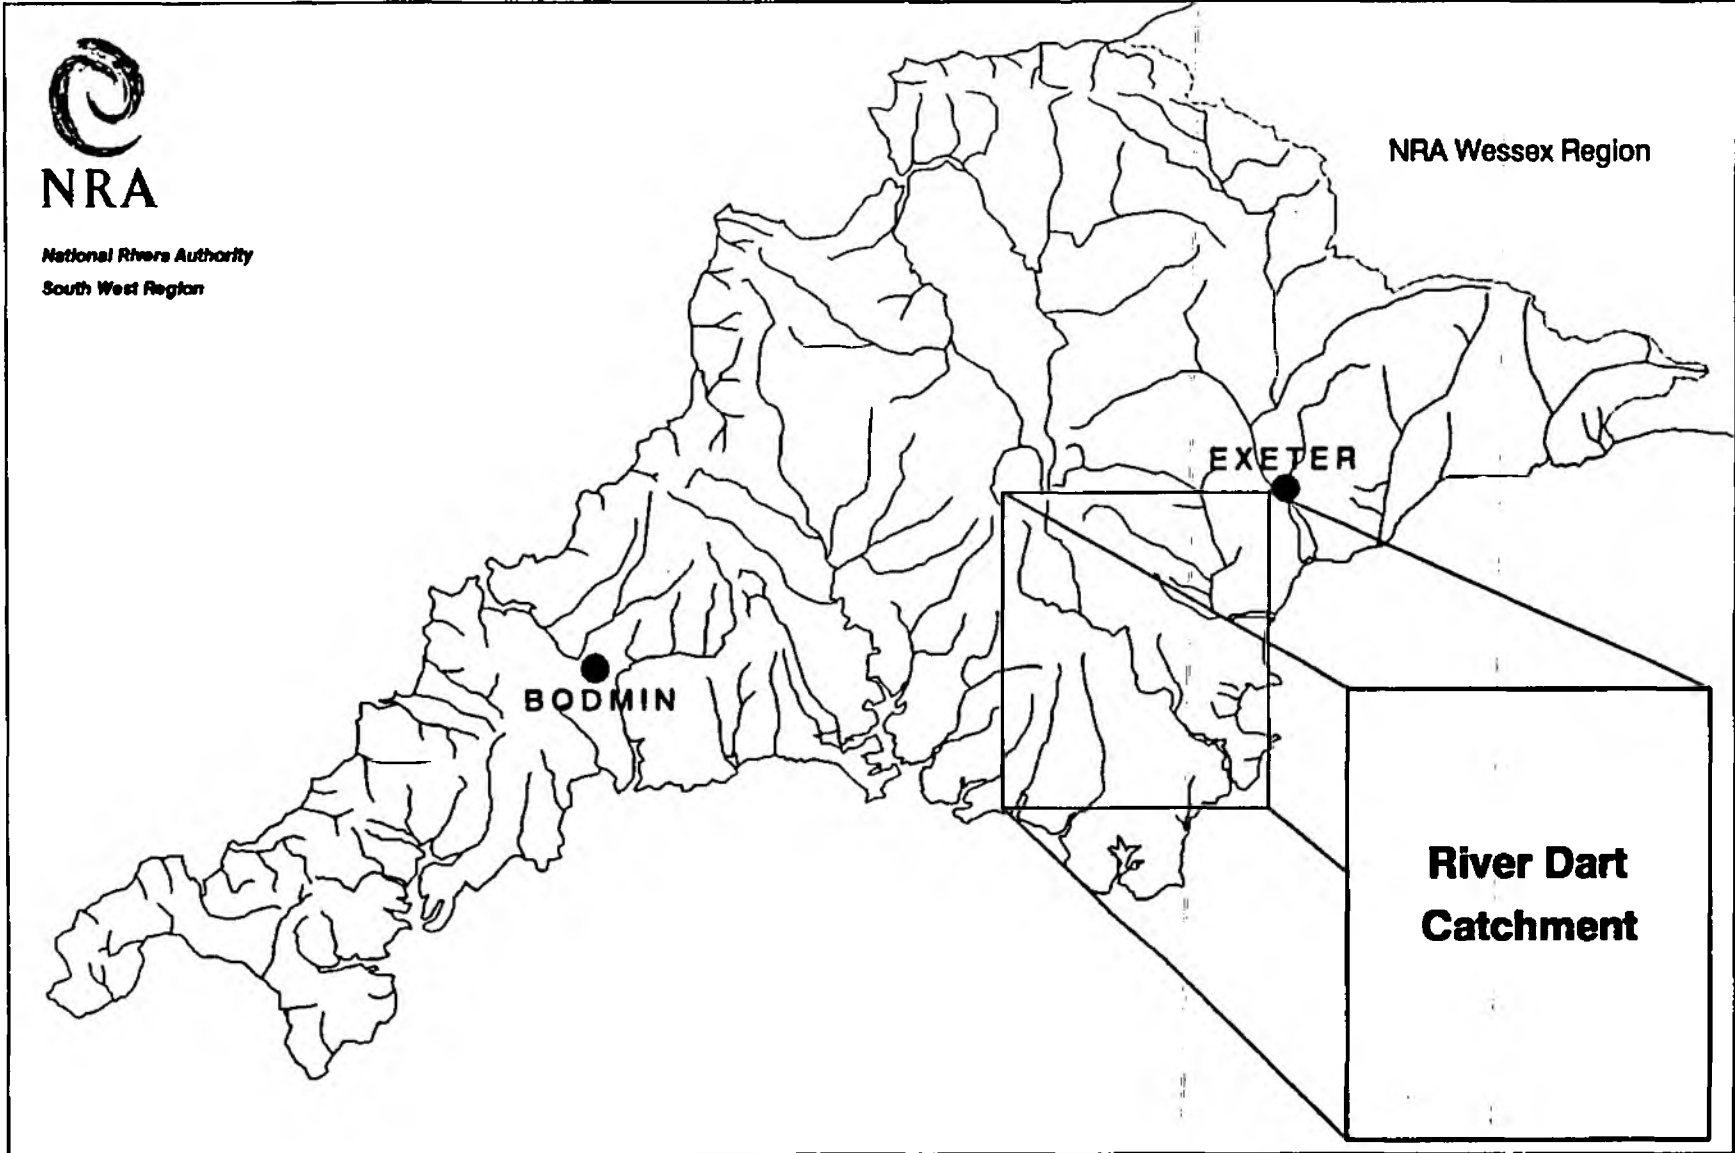 NRA
National Rivers Authority
South West Region
NRA Wessex Region
EXETER
BODMIN
River Dart
Catchment